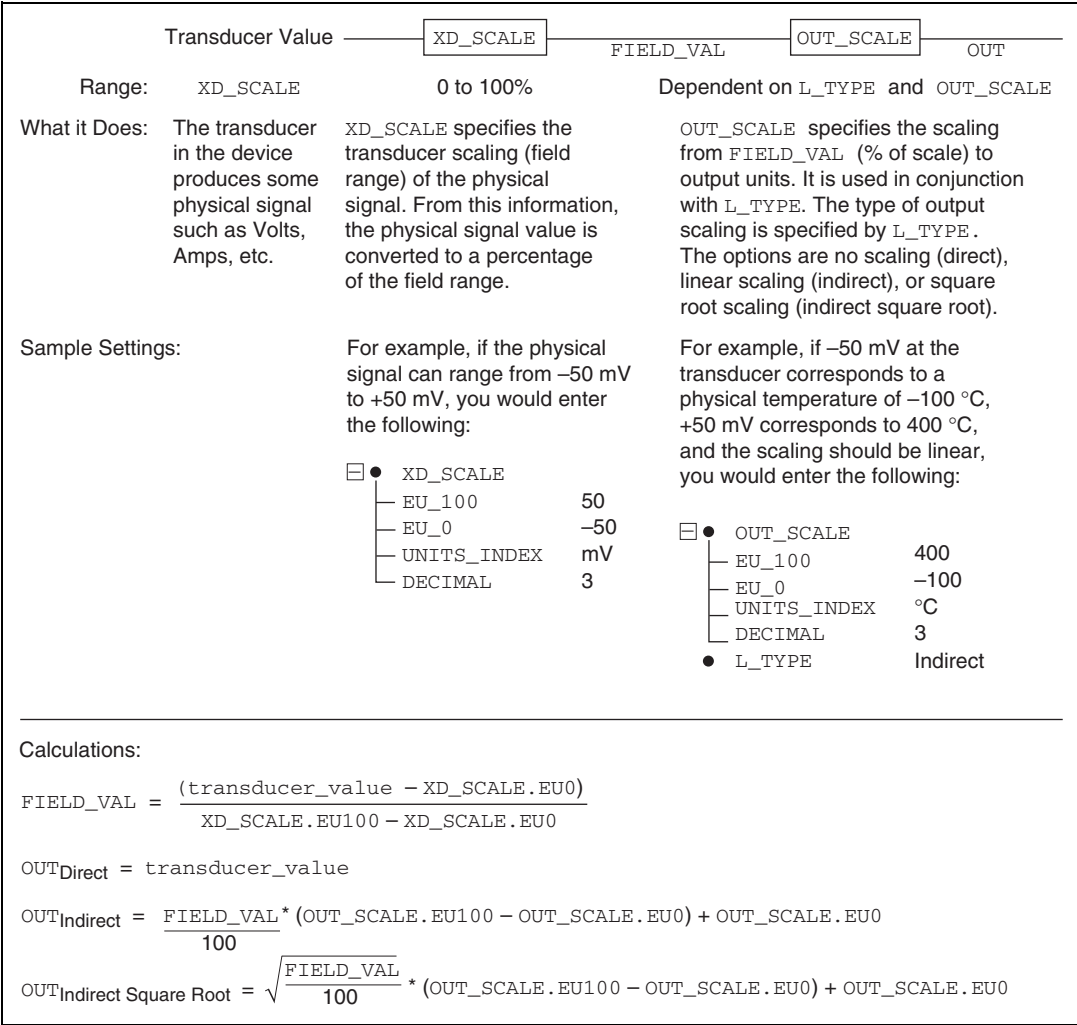 Transducer Value XD_SCALE FIELD_VAL OUT_SCALE OUT
Range: XD_SCALE 0 to 100% Dependent on L_TYPE and OUT_SCALE
What it Does:
The transducer
in the device
produces some
physical signal
such as Volts,
Amps, etc.
XD_SCALE specifies the
transducer scaling (field
range) of the physical
signal. From this information,
the physical signal value is
converted to a percentage
of the field range.
OUT_SCALE specifies the scaling
from FIELD_VAL (% of scale) to
output units. It is used in conjunction
with L_TYPE. The type of output
scaling is specified by L_TYPE.
The options are no scaling (direct),
linear scaling (indirect), or square
root scaling (indirect square root).
Sample Settings:
For example, if the physical
signal can range from –50 mV
to +50 mV, you would enter
the following:
XD_SCALE
EU_100 50
EU_0 –50
UNITS_INDEX mV
DECIMAL 3
For example, if –50 mV at the
transducer corresponds to a
physical temperature of –100 °C,
+50 mV corresponds to 400 °C,
and the scaling should be linear,
you would enter the following:
OUT_SCALE
EU_100 400
EU_0 –100
UNITS_INDEX °C
DECIMAL 3
L_TYPE Indirect
Calculations:
FIELD_VAL = (transducer_value – XD_SCALE.EU0)
XD_SCALE.EU100 – XD_SCALE.EU0
OUTDirect = transducer_value
OUTIndirect = FIELD_VAL* (OUT_SCALE.EU100 – OUT_SCALE.EU0) + OUT_SCALE.EU0
100
OUTIndirect Square Root = √FIELD_VAL * (OUT_SCALE.EU100 – OUT_SCALE.EU0) + OUT_SCALE.EU0
100